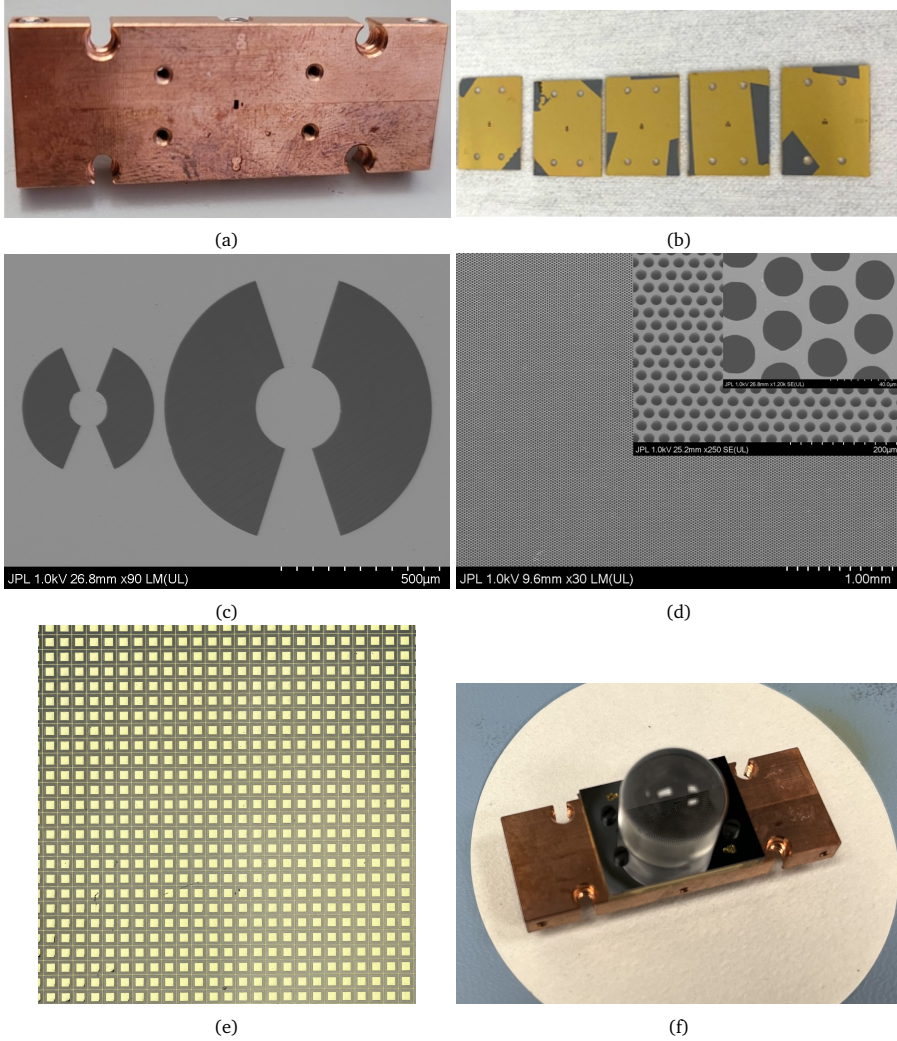 (a)
(b)
JPL 1.0kV 26.8mm x90 LM(UL) 500µm
(c)
JPL 1.0kV 26.8mm x1.20k SE(UL) 40.0µm
JPL 1.0kV 25.2mm x250 SE(UL) 200µm
JPL 1.0kV 9.6mm x30 LM(UL) 1.00mm
(d)
(e)
(f)